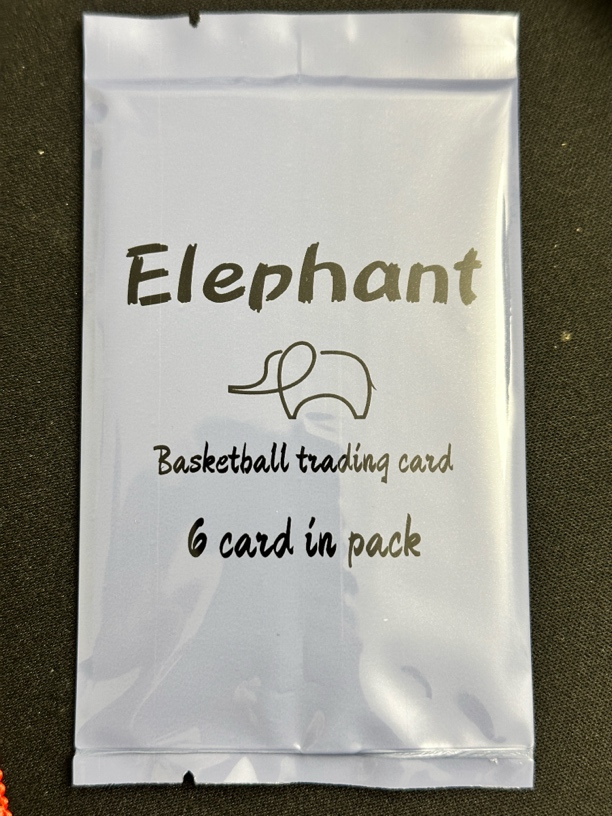 Elephant
Basketball trading card
6 card in pack